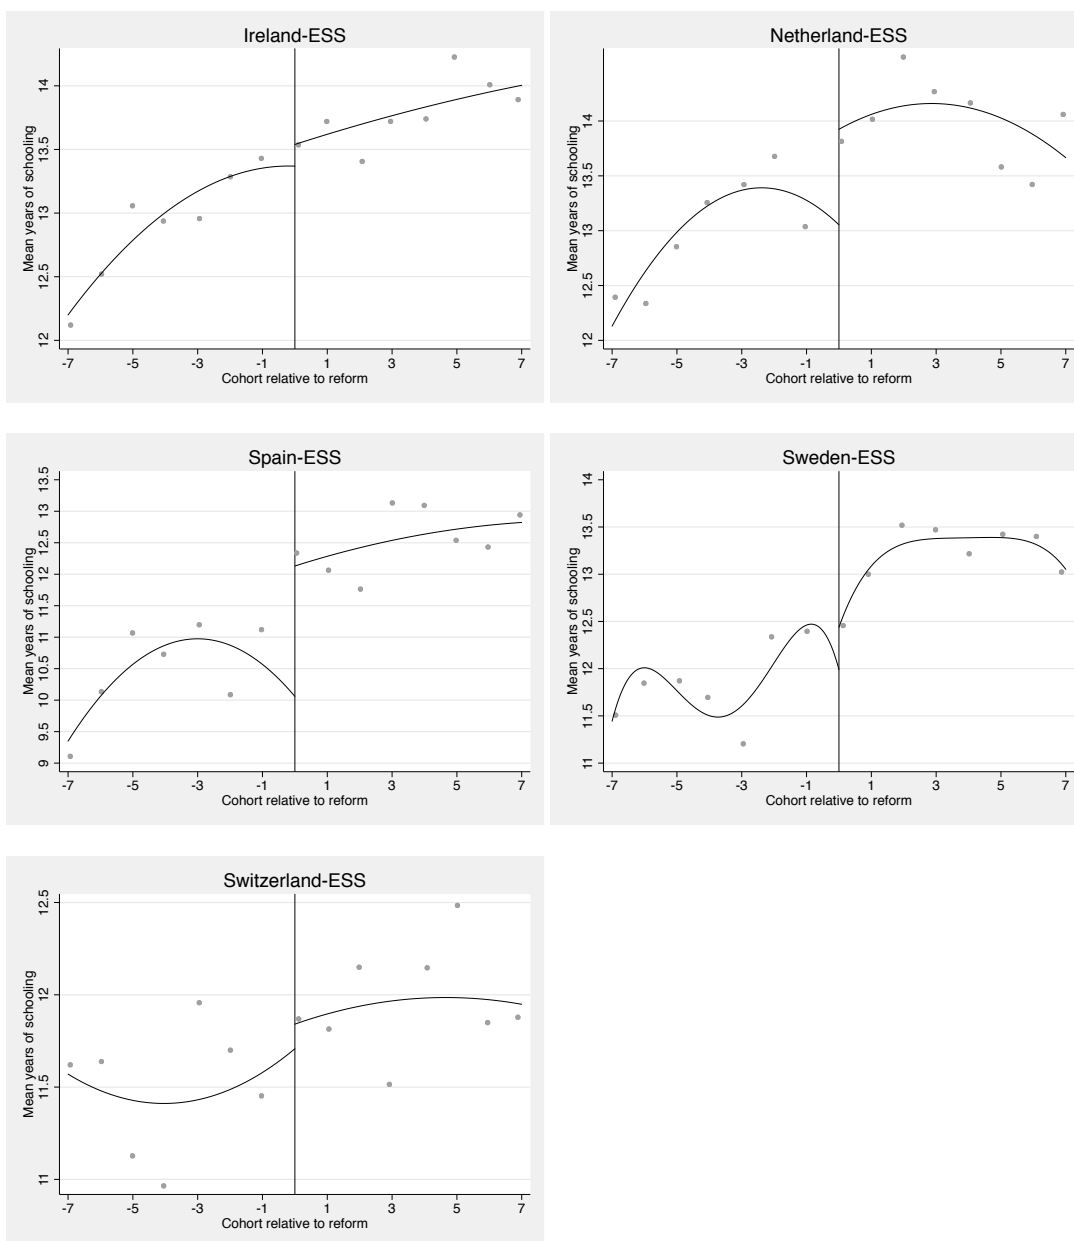 Ireland-ESS
Mean years of schooling
14
13.5
13
12.5
12
-7 -5 -3 -1 1 3 5 7
Cohort relative to reform
Netherland-ESS
Mean years of schooling
14
13.5
13
12.5
12
-7 -5 -3 -1 1 3 5 7
Cohort relative to reform
Spain-ESS
Mean years of schooling
13.5
13
12.5
12
11.5
11
10.5
10
9.5
9
-7 -5 -3 -1 1 3 5 7
Cohort relative to reform
Sweden-ESS
Mean years of schooling
14
13.5
13
12.5
12
11.5
11
-7 -5 -3 -1 1 3 5 7
Cohort relative to reform
Switzerland-ESS
Mean years of schooling
12.5
12
11.5
11
-7 -5 -3 -1 1 3 5 7
Cohort relative to reform